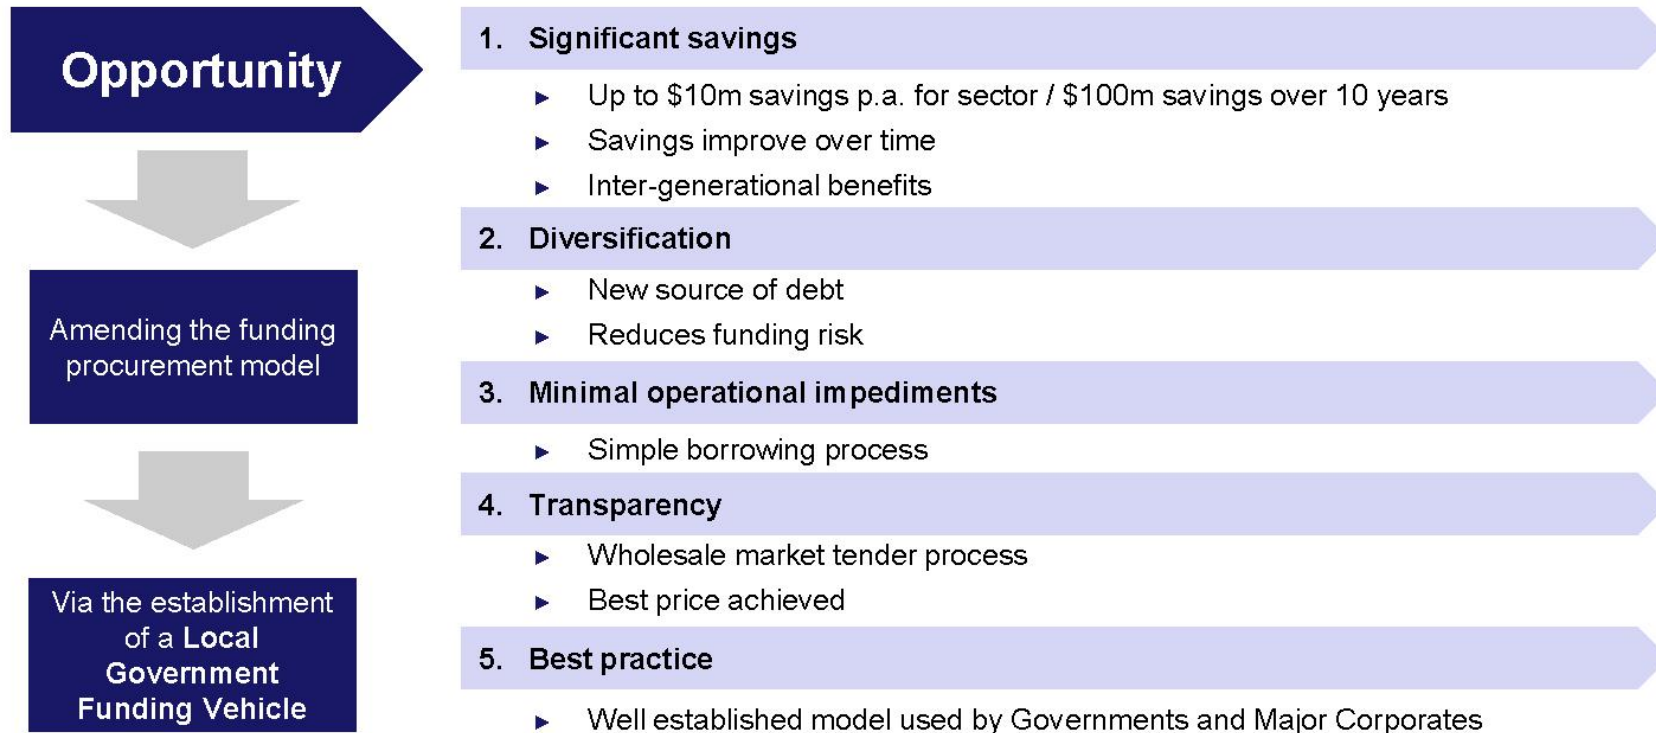 Opportunity
Amending the funding
procurement model
Via the establishment
of a Local
Government
Funding Vehicle
1. Significant savings
► Up to $10m savings p.a. for sector / $100m savings over 10 years
► Savings improve over time
► Inter-generational benefits
2. Diversification
► New source of debt
► Reduces funding risk
3. Minimal operational impediments
► Simple borrowing process
4. Transparency
► Wholesale market tender process
► Best price achieved
5. Best practice
► Well established model used by Governments and Major Corporates